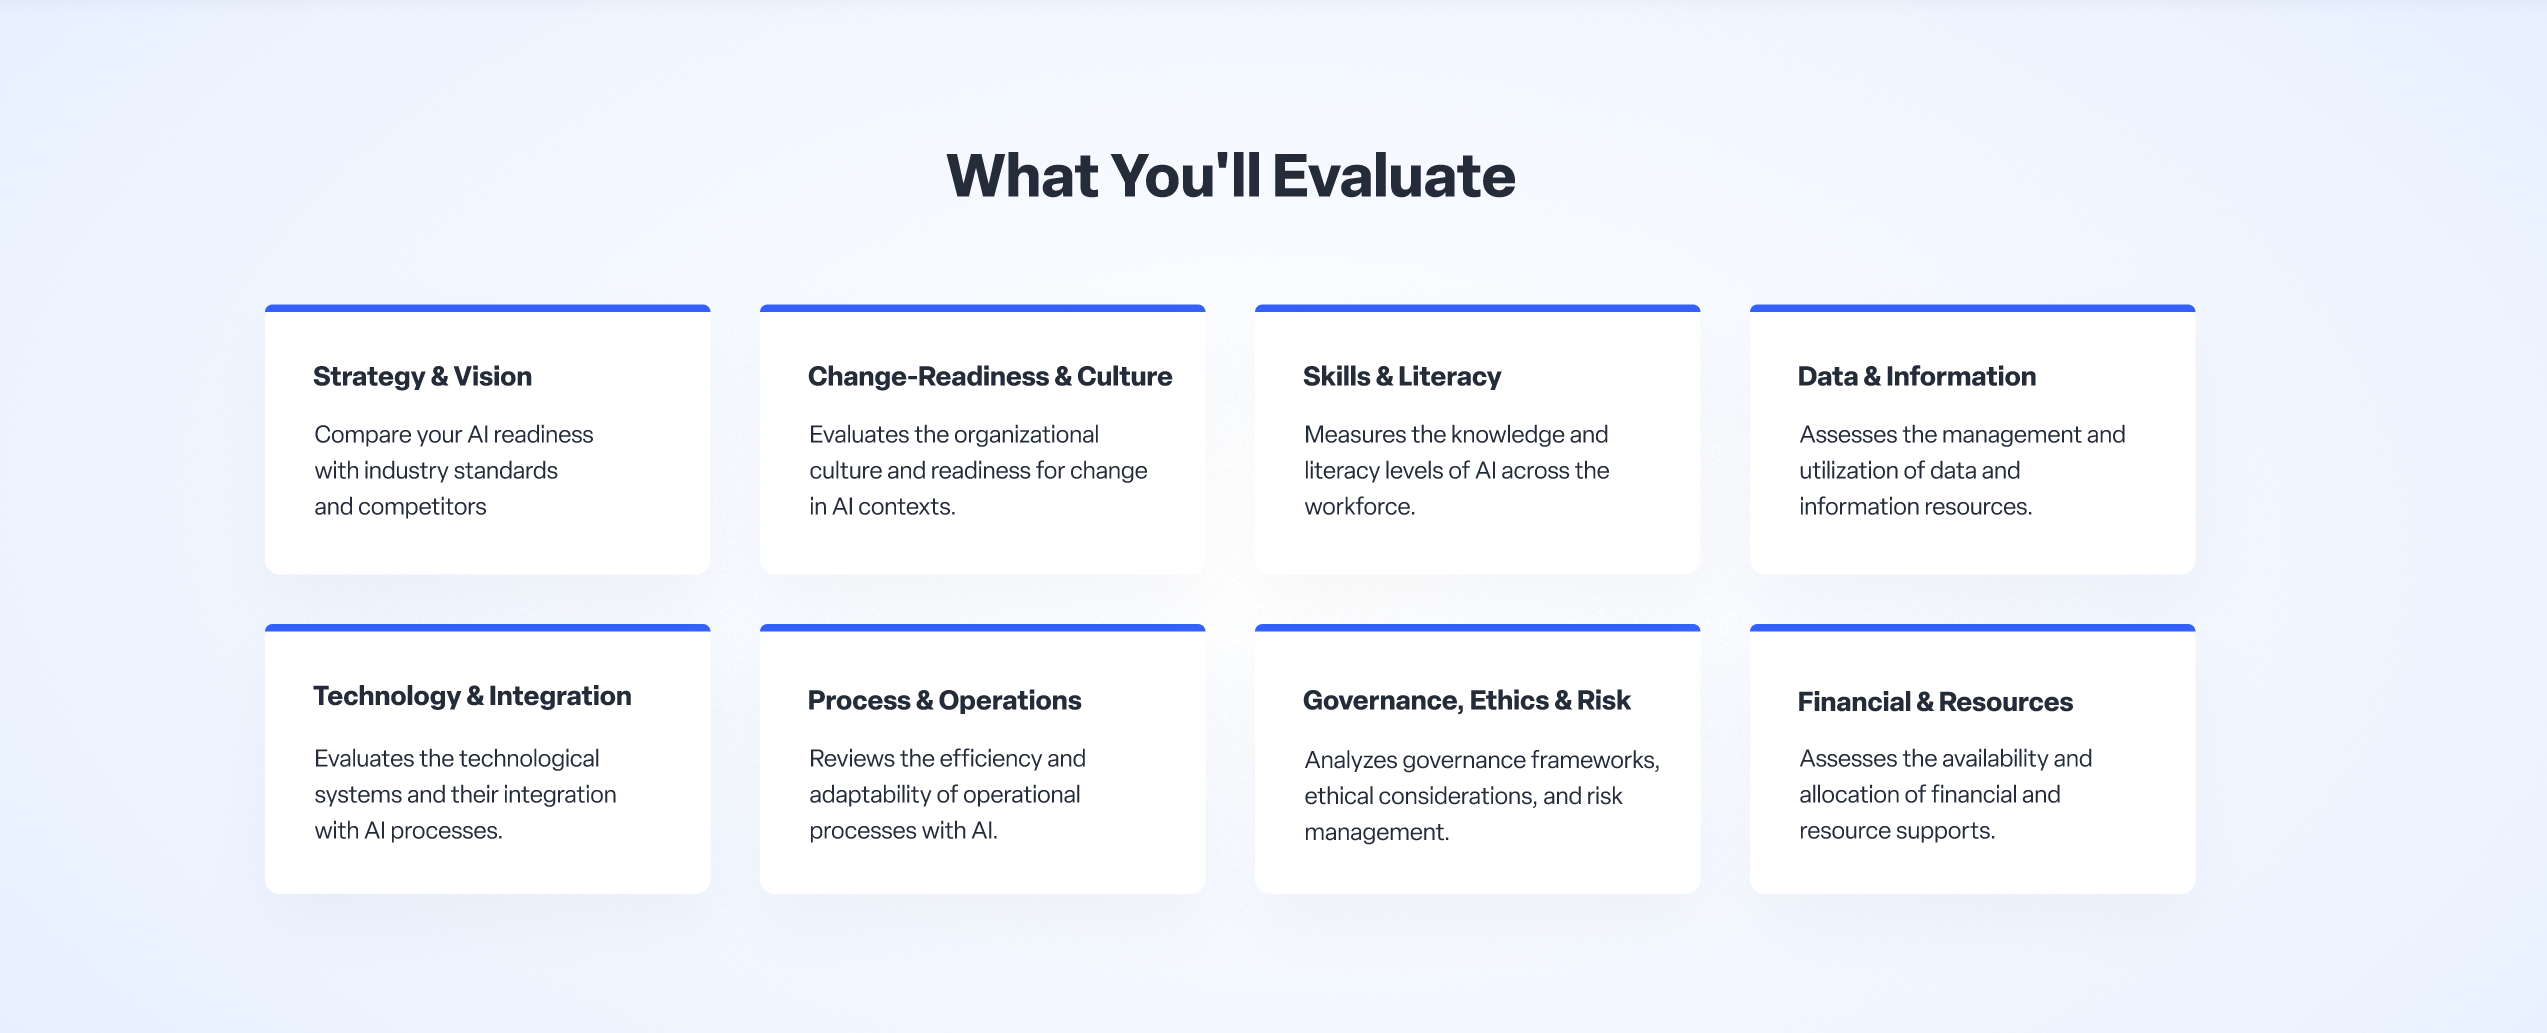 What You'll Evaluate
Strategy & Vision
Compare your AI readiness
with industry standards
and competitors
Change-Readiness & Culture
Evaluates the organizational
culture and readiness for change
in AI contexts.
Skills & Literacy
Measures the knowledge and
literacy levels of AI across the
workforce.
Data & Information
Assesses the management and
utilization of data and
information resources.
Technology & Integration
Evaluates the technological
systems and their integration
with AI processes.
Process & Operations
Reviews the efficiency and
adaptability of operational
processes with AI.
Governance, Ethics & Risk
Analyzes governance frameworks,
ethical considerations, and risk
management.
Financial & Resources
Assesses the availability and
allocation of financial and
resource supports.